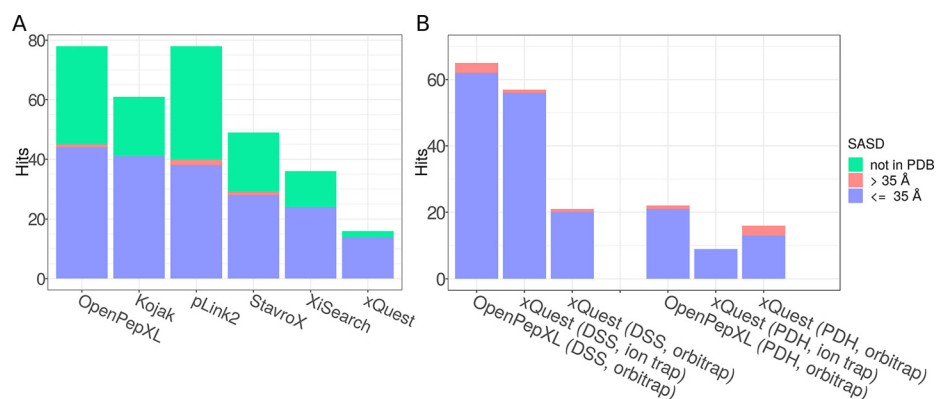 A
80
60
40
20
0
Hits
OpenPepXL
Kojak
pLink2
StavroX
XiSearch
xQuest
B
60
40
20
0
Hits
OpenPepXL (DSS, orbitrap)
xQuest (DSS, ion trap)
xQuest (DSS, orbitrap)
OpenPepXL (PDH, orbitrap)
xQuest (PDH, ion trap)
xQuest (PDH, orbitrap)
SASD
not in PDB
> 35 Å
<= 35 Å